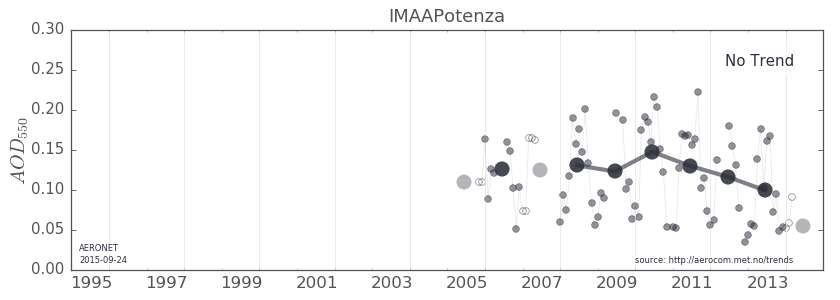 IMAAPotenza
No Trend
AOD550
0.30
0.25
0.20
0.15
0.10
0.05
0.00
AERONET
2015-09-24
source: http://aerocom.met.no/trends
1995 1997 1999 2001 2003 2005 2007 2009 2011 2013